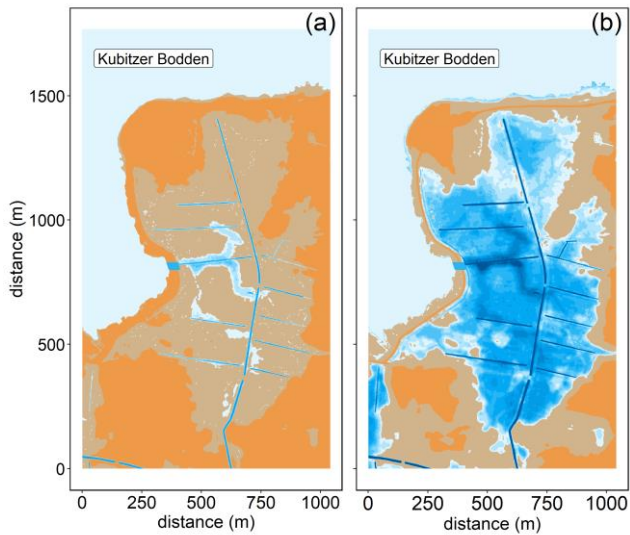 (a)
(b)
Kubitzer Bodden
Kubitzer Bodden
1500
1000
500
0
distance (m)
0 250 500 750 1000
0 250 500 750 1000
distance (m)
distance (m)